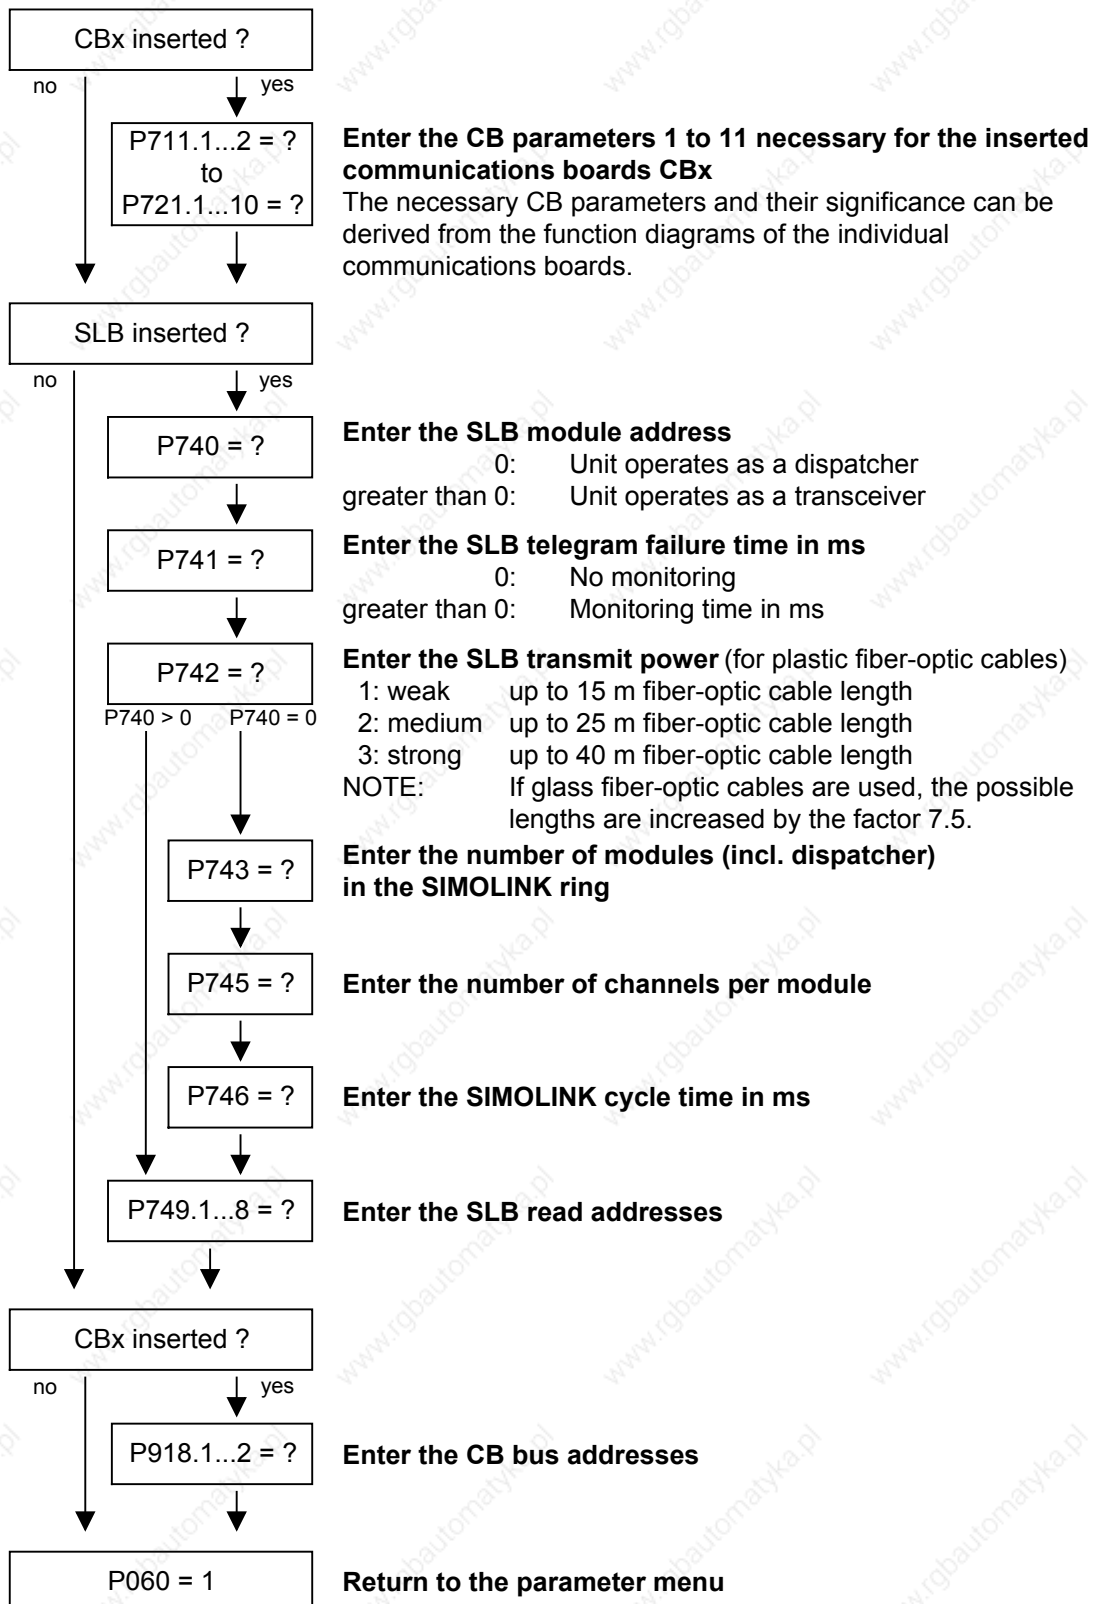 CBx inserted ?
no
yes
P711.1...2 = ?
to
P721.1...10 = ?
Enter the CB parameters 1 to 11 necessary for the inserted
communications boards CBx
The necessary CB parameters and their significance can be
derived from the function diagrams of the individual
communications boards.
SLB inserted ?
no
yes
P740 = ?
Enter the SLB module address
0: Unit operates as a dispatcher
greater than 0: Unit operates as a transceiver
P741 = ?
Enter the SLB telegram failure time in ms
0: No monitoring
greater than 0: Monitoring time in ms
P742 = ?
Enter the SLB transmit power (for plastic fiber-optic cables)
1: weak up to 15 m fiber-optic cable length
2: medium up to 25 m fiber-optic cable length
3: strong up to 40 m fiber-optic cable length
NOTE: If glass fiber-optic cables are used, the possible
lengths are increased by the factor 7.5.
P740 > 0 P740 = 0
P743 = ?
Enter the number of modules (incl. dispatcher)
in the SIMOLINK ring
P745 = ?
Enter the number of channels per module
P746 = ?
Enter the SIMOLINK cycle time in ms
P749.1...8 = ?
Enter the SLB read addresses
CBx inserted ?
no
yes
P918.1...2 = ?
Enter the CB bus addresses
P060 = 1
Return to the parameter menu
www.rgbautomatyka.pl